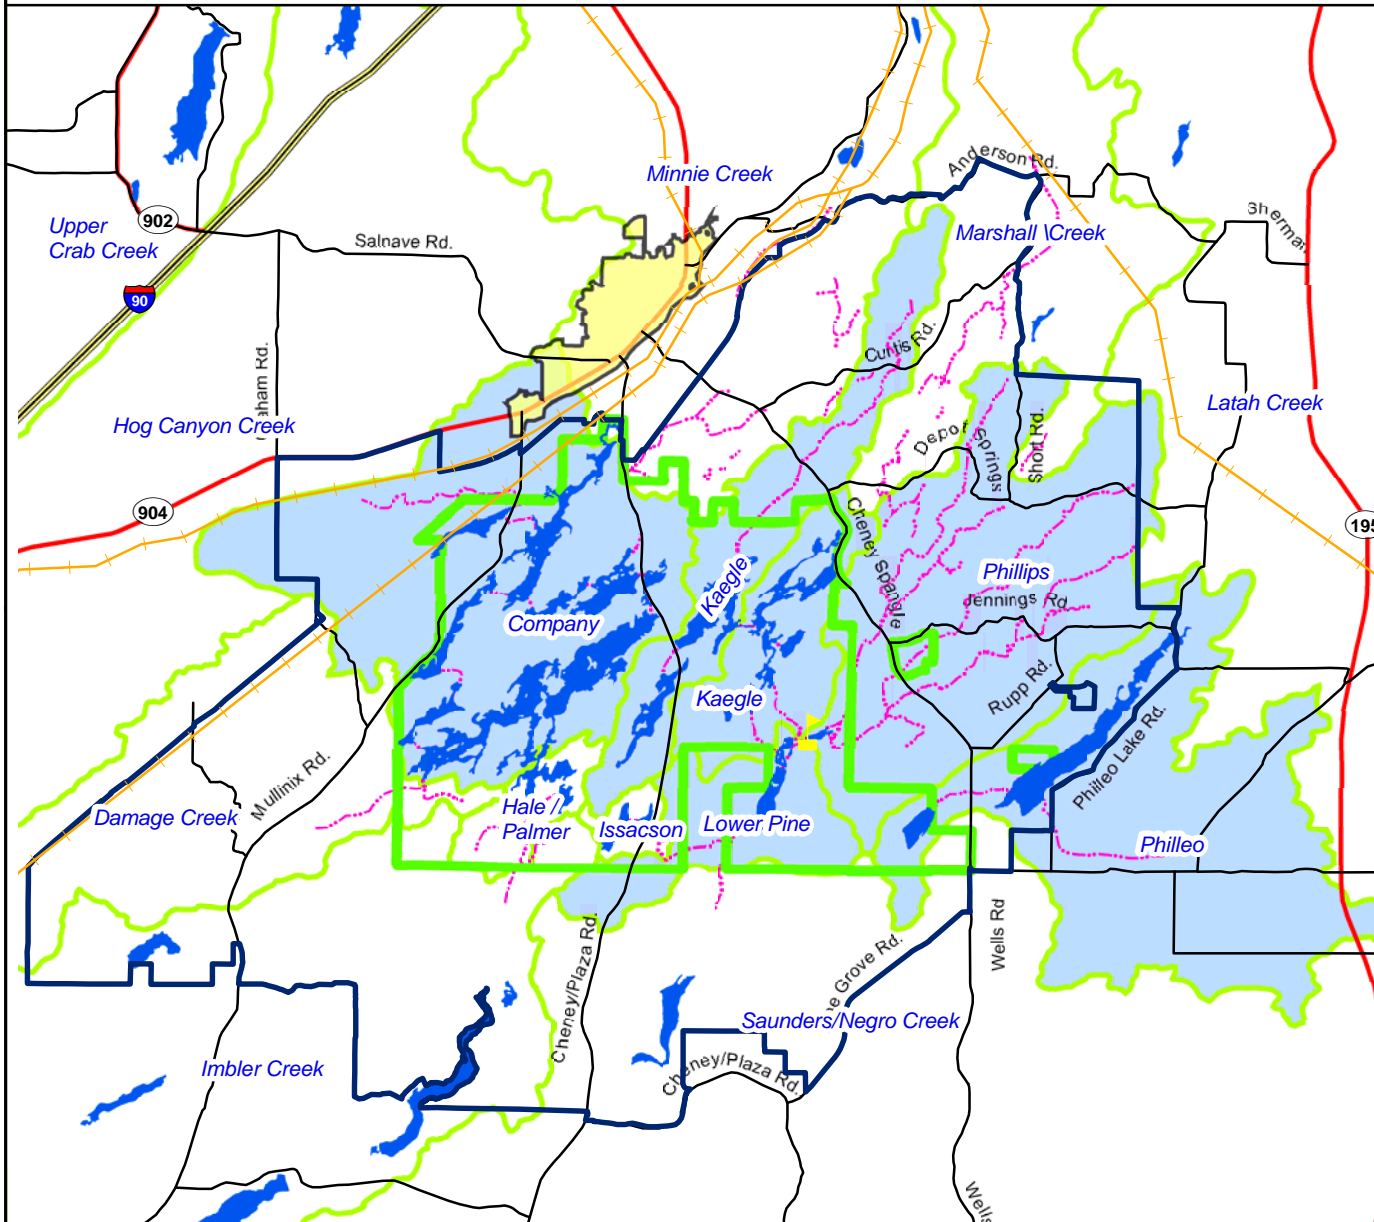 Minnie Creek
Anderson Rd.
Upper
Crab Creek
902
Salnave Rd.
Marshall Creek
Sherman
90
Curtis Rd.
Hog Canyon Creek
Latah Creek
Depot Springs
Short Rd.
904
195
Cheney Spangle
Kaegle
Phillips
Jennings Rd
Company
Kaegle
Rupp Rd.
Philleo Lake Rd.
Mullinix Rd.
Damage Creek
Hale //
Palmer
Issacson
Lower Pine
Philleo
Cheney/Plaza Rd.
Grove Rd.
Wells Rd
Saunders/Negro Creek
Imbler Creek
Cheney/Plaza Rd.
Wells